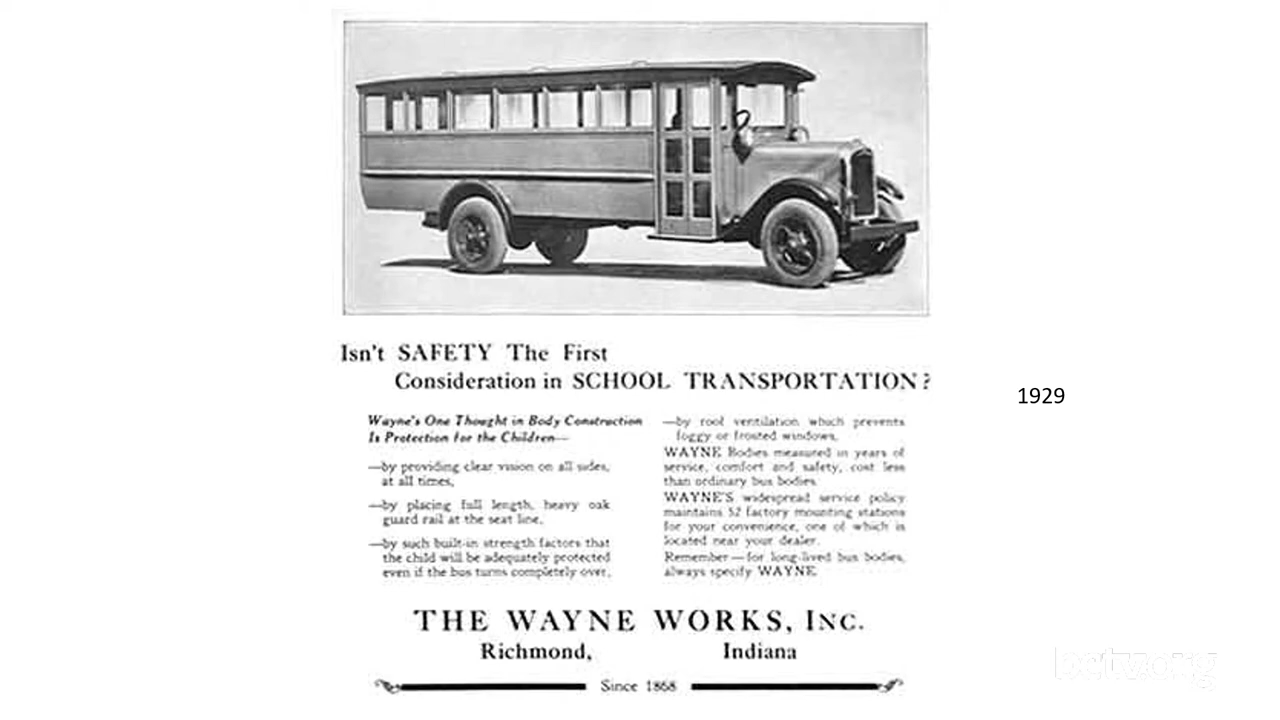 Isn't SAFETY The First
Consideration in SCHOOL TRANSPORTATION?
Wayne's One Thought in Body Construction
Is Protection for the Children—
—by providing clear vision on all sides,
at all times,
—by placing full length, heavy oak
guard rail at the seat line,
—by such built-in strength factors that
the child will be adequately protected
even if the bus turns completely over,
—by roof ventilation which prevents
foggy or frosted windows,
WAYNE Bodies measured in years of
service, comfort and safety, cost less
than ordinary bus bodies
WAYNE'S widespread service policy
maintains 52 factory mounting stations
for your convenience, one of which is
located near your dealer.
Remember—for long-lived bus bodies,
always specify WAYNE
THE WAYNE WORKS, INC.
Richmond, Indiana
Since 1868
1929
bctv.org